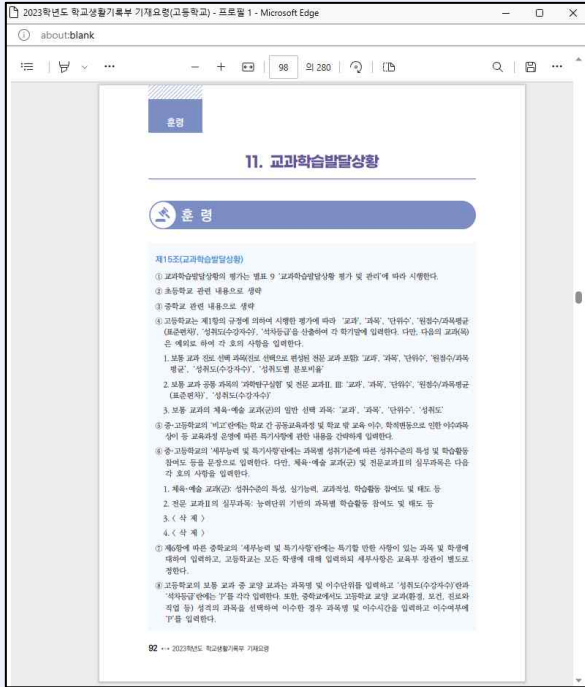 2023학년도 학교생활기록부 기재요령(고등학교) - 프로필 1 - Microsoft Edge
about:blank
98 의 280
훈령
11. 교과학습발달상황
훈 령
제15조(교과학습발달상황)
① 교과학습발달상황의 평가는 별표 9 '교과학습발달상황 평가 및 관리'에 따라 시행한다.
② 초등학교 관련 내용으로 생략
③ 중학교 관련 내용으로 생략
④ 고등학교는 제1항의 규정에 의하여 시행한 평가에 따라 '교과', '과목', '단위수', '원점수/과목평균
(표준편차)', '성취도(수강자수)', '석차등급'을 산출하여 각 학기말에 입력한다. 다만, 다음의 교과(목)
은 예외로 하여 각 호의 사항을 입력한다.
1. 보통 교과 진로 선택 과목(진로 선택으로 편성된 전문 교과 포함): '교과', '과목', '단위수', '원점수/과목
평균', '성취도(수강자수)', '성취도별 분포비율'
2. 보통 교과 공통 과목의 '과학탐구실험' 및 전문 교과Ⅱ, Ⅲ: '교과', '과목', '단위수', '원점수/과목평균
(표준편차)', '성취도(수강자수)'
3. 보통 교과의 체육·예술 교과(군)의 일반 선택 과목: '교과', '과목', '단위수', '성취도'
⑤ 중·고등학교의 '비고'란에는 학교 간 공동교육과정 및 학교 밖 교육 이수, 학적변동으로 인한 이수과목
상이 등 교육과정 운영에 따른 특기사항에 관한 내용을 간략하게 입력한다.
⑥ 중·고등학교의 '세부능력 및 특기사항'란에는 과목별 성취기준에 따른 성취수준의 특성 및 학습활동
참여도 등을 문장으로 입력한다. 다만, 체육·예술 교과(군) 및 전문교과Ⅱ의 실무과목은 다음
각 호의 사항을 입력한다.
1. 체육·예술 교과(군): 성취수준의 특성, 실기능력, 교과적성, 학습활동 참여도 및 태도 등
2. 전문 교과Ⅱ의 실무과목: 능력단위 기반의 과목별 학습활동 참여도 및 태도 등
3. < 삭 제 >
4. < 삭 제 >
⑦ 제6항에 따른 중학교의 '세부능력 및 특기사항'란에는 특기할 만한 사항이 있는 과목 및 학생에
대하여 입력하고, 고등학교는 모든 학생에 대해 입력하되 세부사항은 교육부 장관이 별도로
정한다.
⑧ 고등학교의 보통 교과 중 교양 교과는 과목명 및 이수단위를 입력하고 '성취도(수강자수)'란과
'석차등급'란에는 'P'를 각각 입력한다. 또한, 중학교에서도 고등학교 교양 교과(환경, 보건, 진로와
직업 등) 성격의 과목을 선택하여 이수한 경우 과목명 및 이수시간을 입력하고 이수여부에
'P'를 입력한다.
92 2023학년도 학교생활기록부 기재요령